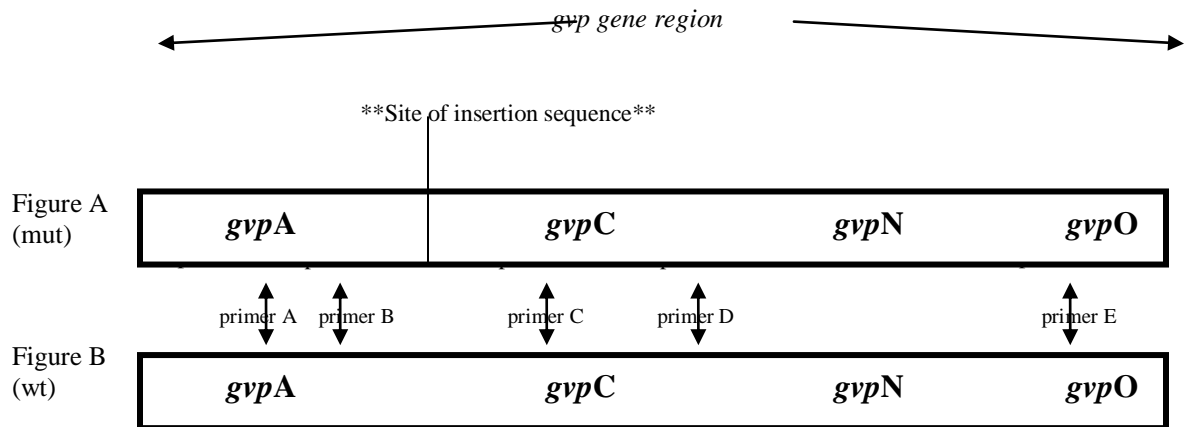 gvp gene region
**Site of insertion sequence**
Figure A
(mut)
gvpA gvpC gvpN gvpO
primer A primer B primer C primer D primer E
Figure B
(wt)
gvpA gvpC gvpN gvpO